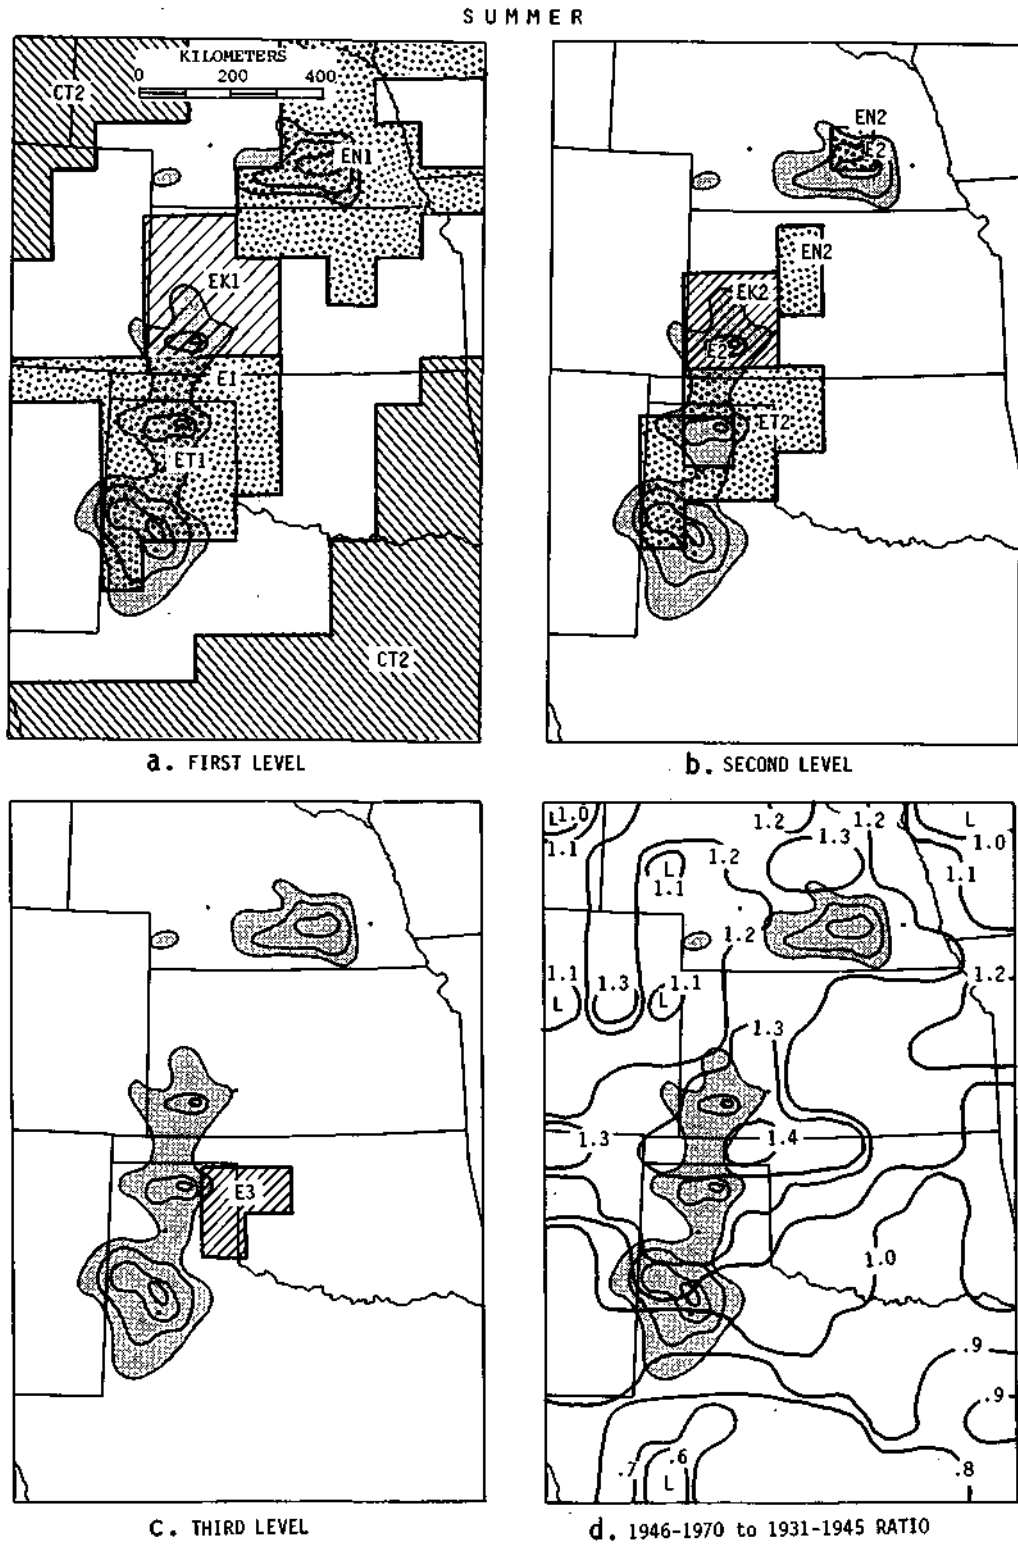 SUMMER
KILOMETERS
0 200 400
CT2
EN1
EK1
E1
ET1
CT2
a. FIRST LEVEL
EN2
E2
EN2
EK2
E2
ET2
b. SECOND LEVEL
E3
c. THIRD LEVEL
L 1.0
1.2
1.2
L
1.1
1.3
1.0
L
1.2
1.1
1.1
1.2
1.1
1.3
1.1
1.2
L
L
1.3
1.3
1.4
1.0
.9
.9
.7
.6
.8
L
d. 1946-1970 to 1931-1945 RATIO